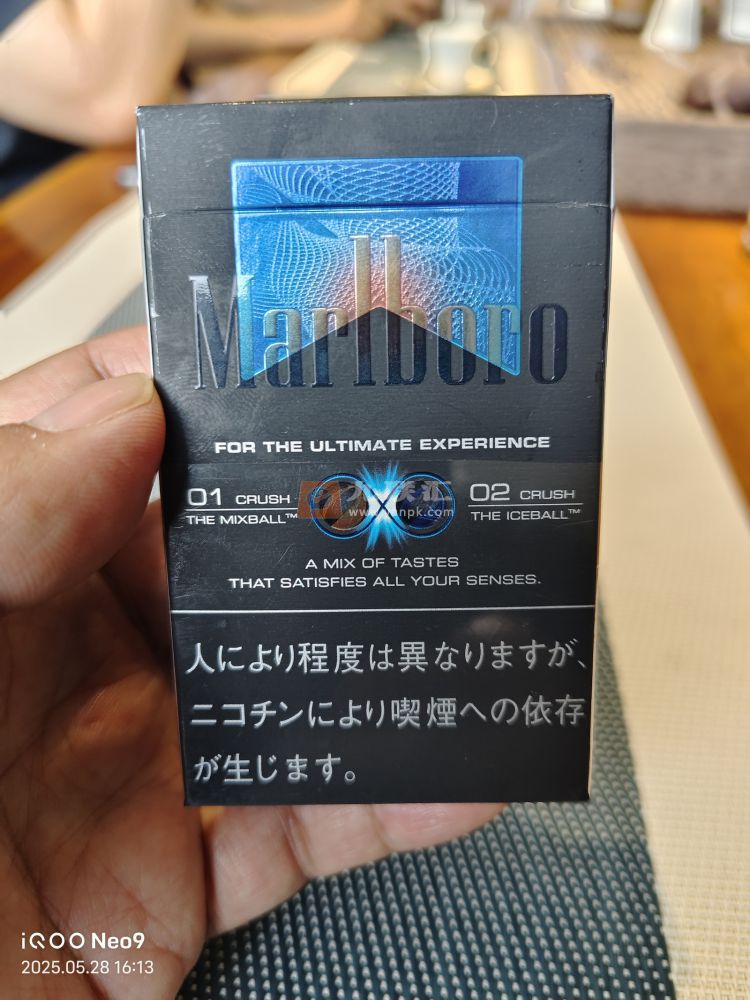 Marlboro
FOR THE ULTIMATE EXPERIENCE
01 CRUSH
THE MIXBALL™
02 CRUSH
THE ICEBALL™
A MIX OF TASTES
THAT SATISFIES ALL YOUR SENSES.
人により程度は異なりますが、
ニコチンにより喫煙への依存
が生じます。
iQOO Neo9
2025.05.28 16:13